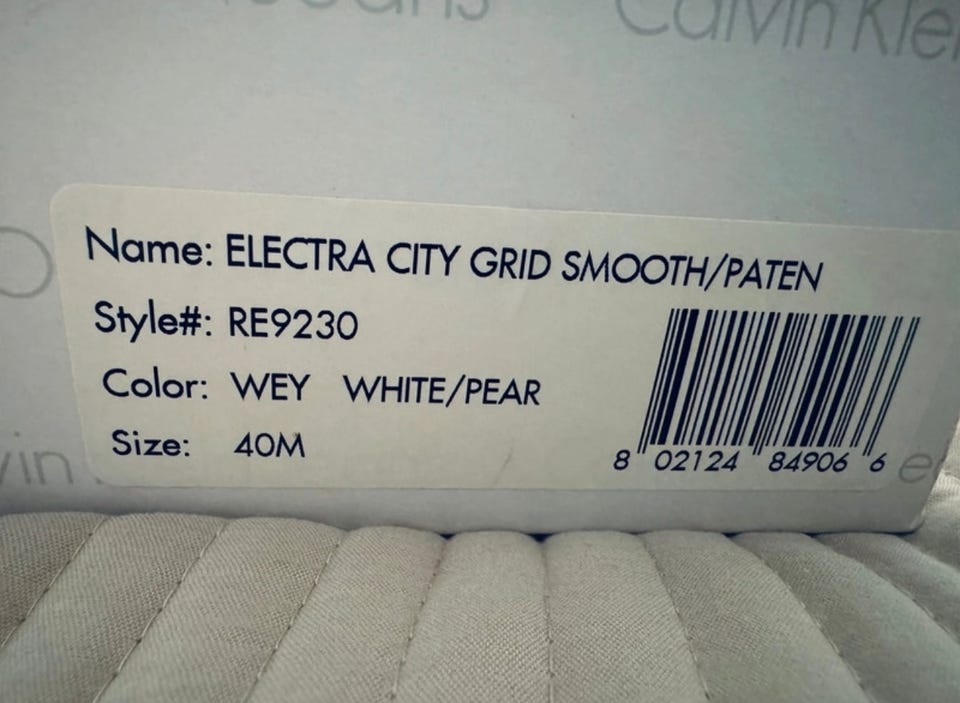 Calvin Klei
Name: ELECTRA CITY GRID SMOOTH/PATEN
Style#: RE9230
Color: WEY WHITE/PEAR
Size: 40M
8 02124 84906 6